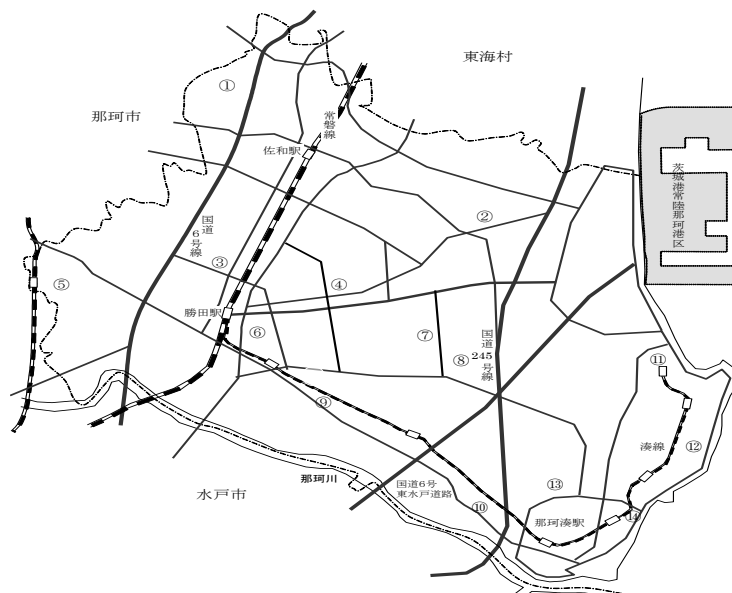 東海村
①
那珂市
常磐線
佐和駅
茨城港常陸那珂港区
②
国道6号線
③
④
⑤
勝田駅
⑥
⑦
国道245号線
⑧
⑪
⑨
湊線
⑫
那珂川
国道6号
東水戸道路
⑬
水戸市
⑩
那珂湊駅
⑭